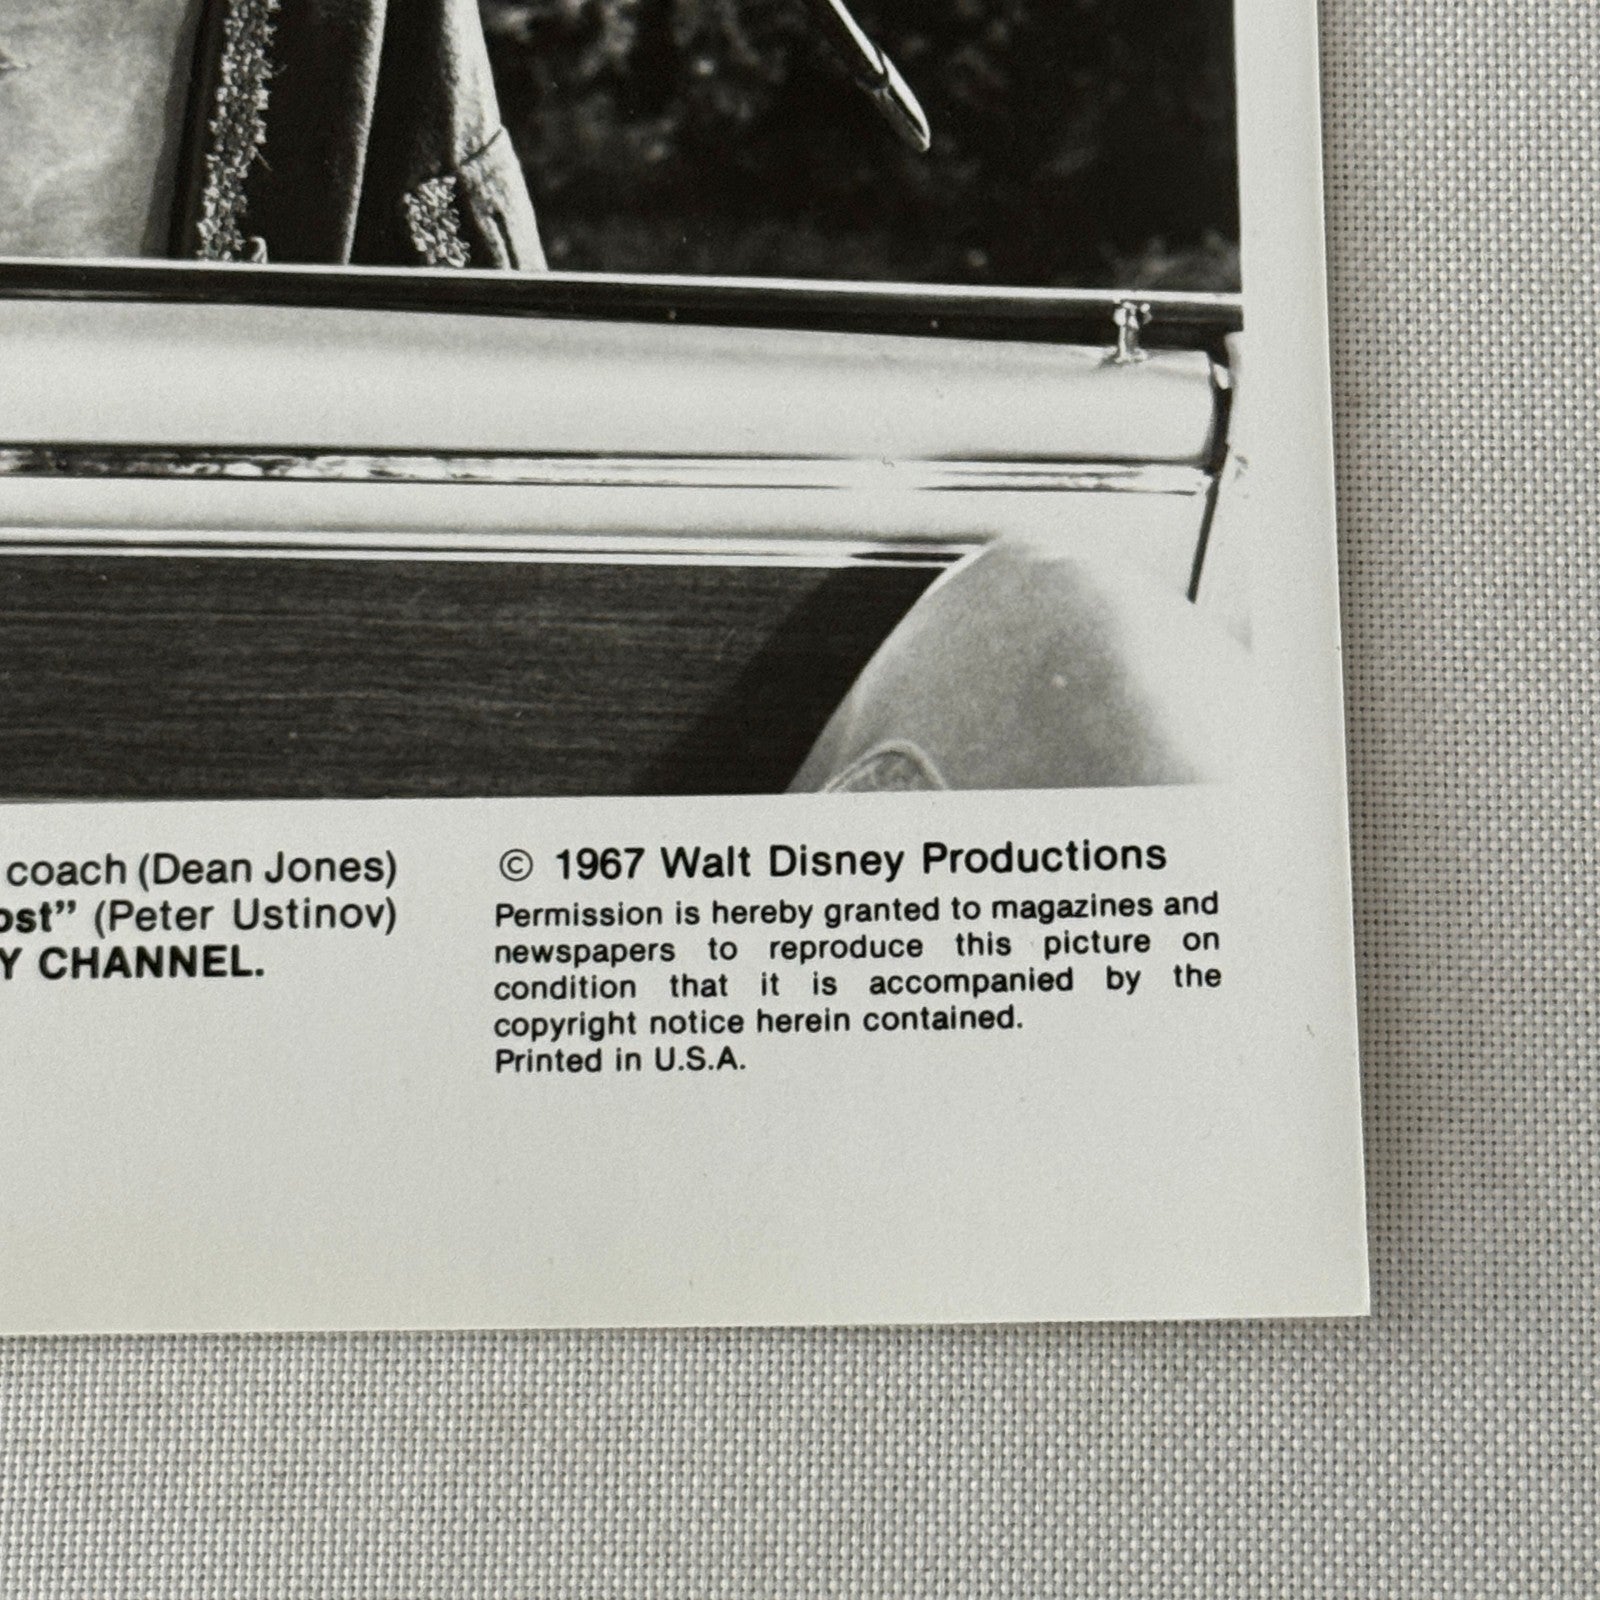 coach (Dean Jones)
ost” (Peter Ustinov)
Y CHANNEL.
© 1967 Walt Disney Productions
Permission is hereby granted to magazines and
newspapers to reproduce this picture on
condition that it is accompanied by the
copyright notice herein contained.
Printed in U.S.A.